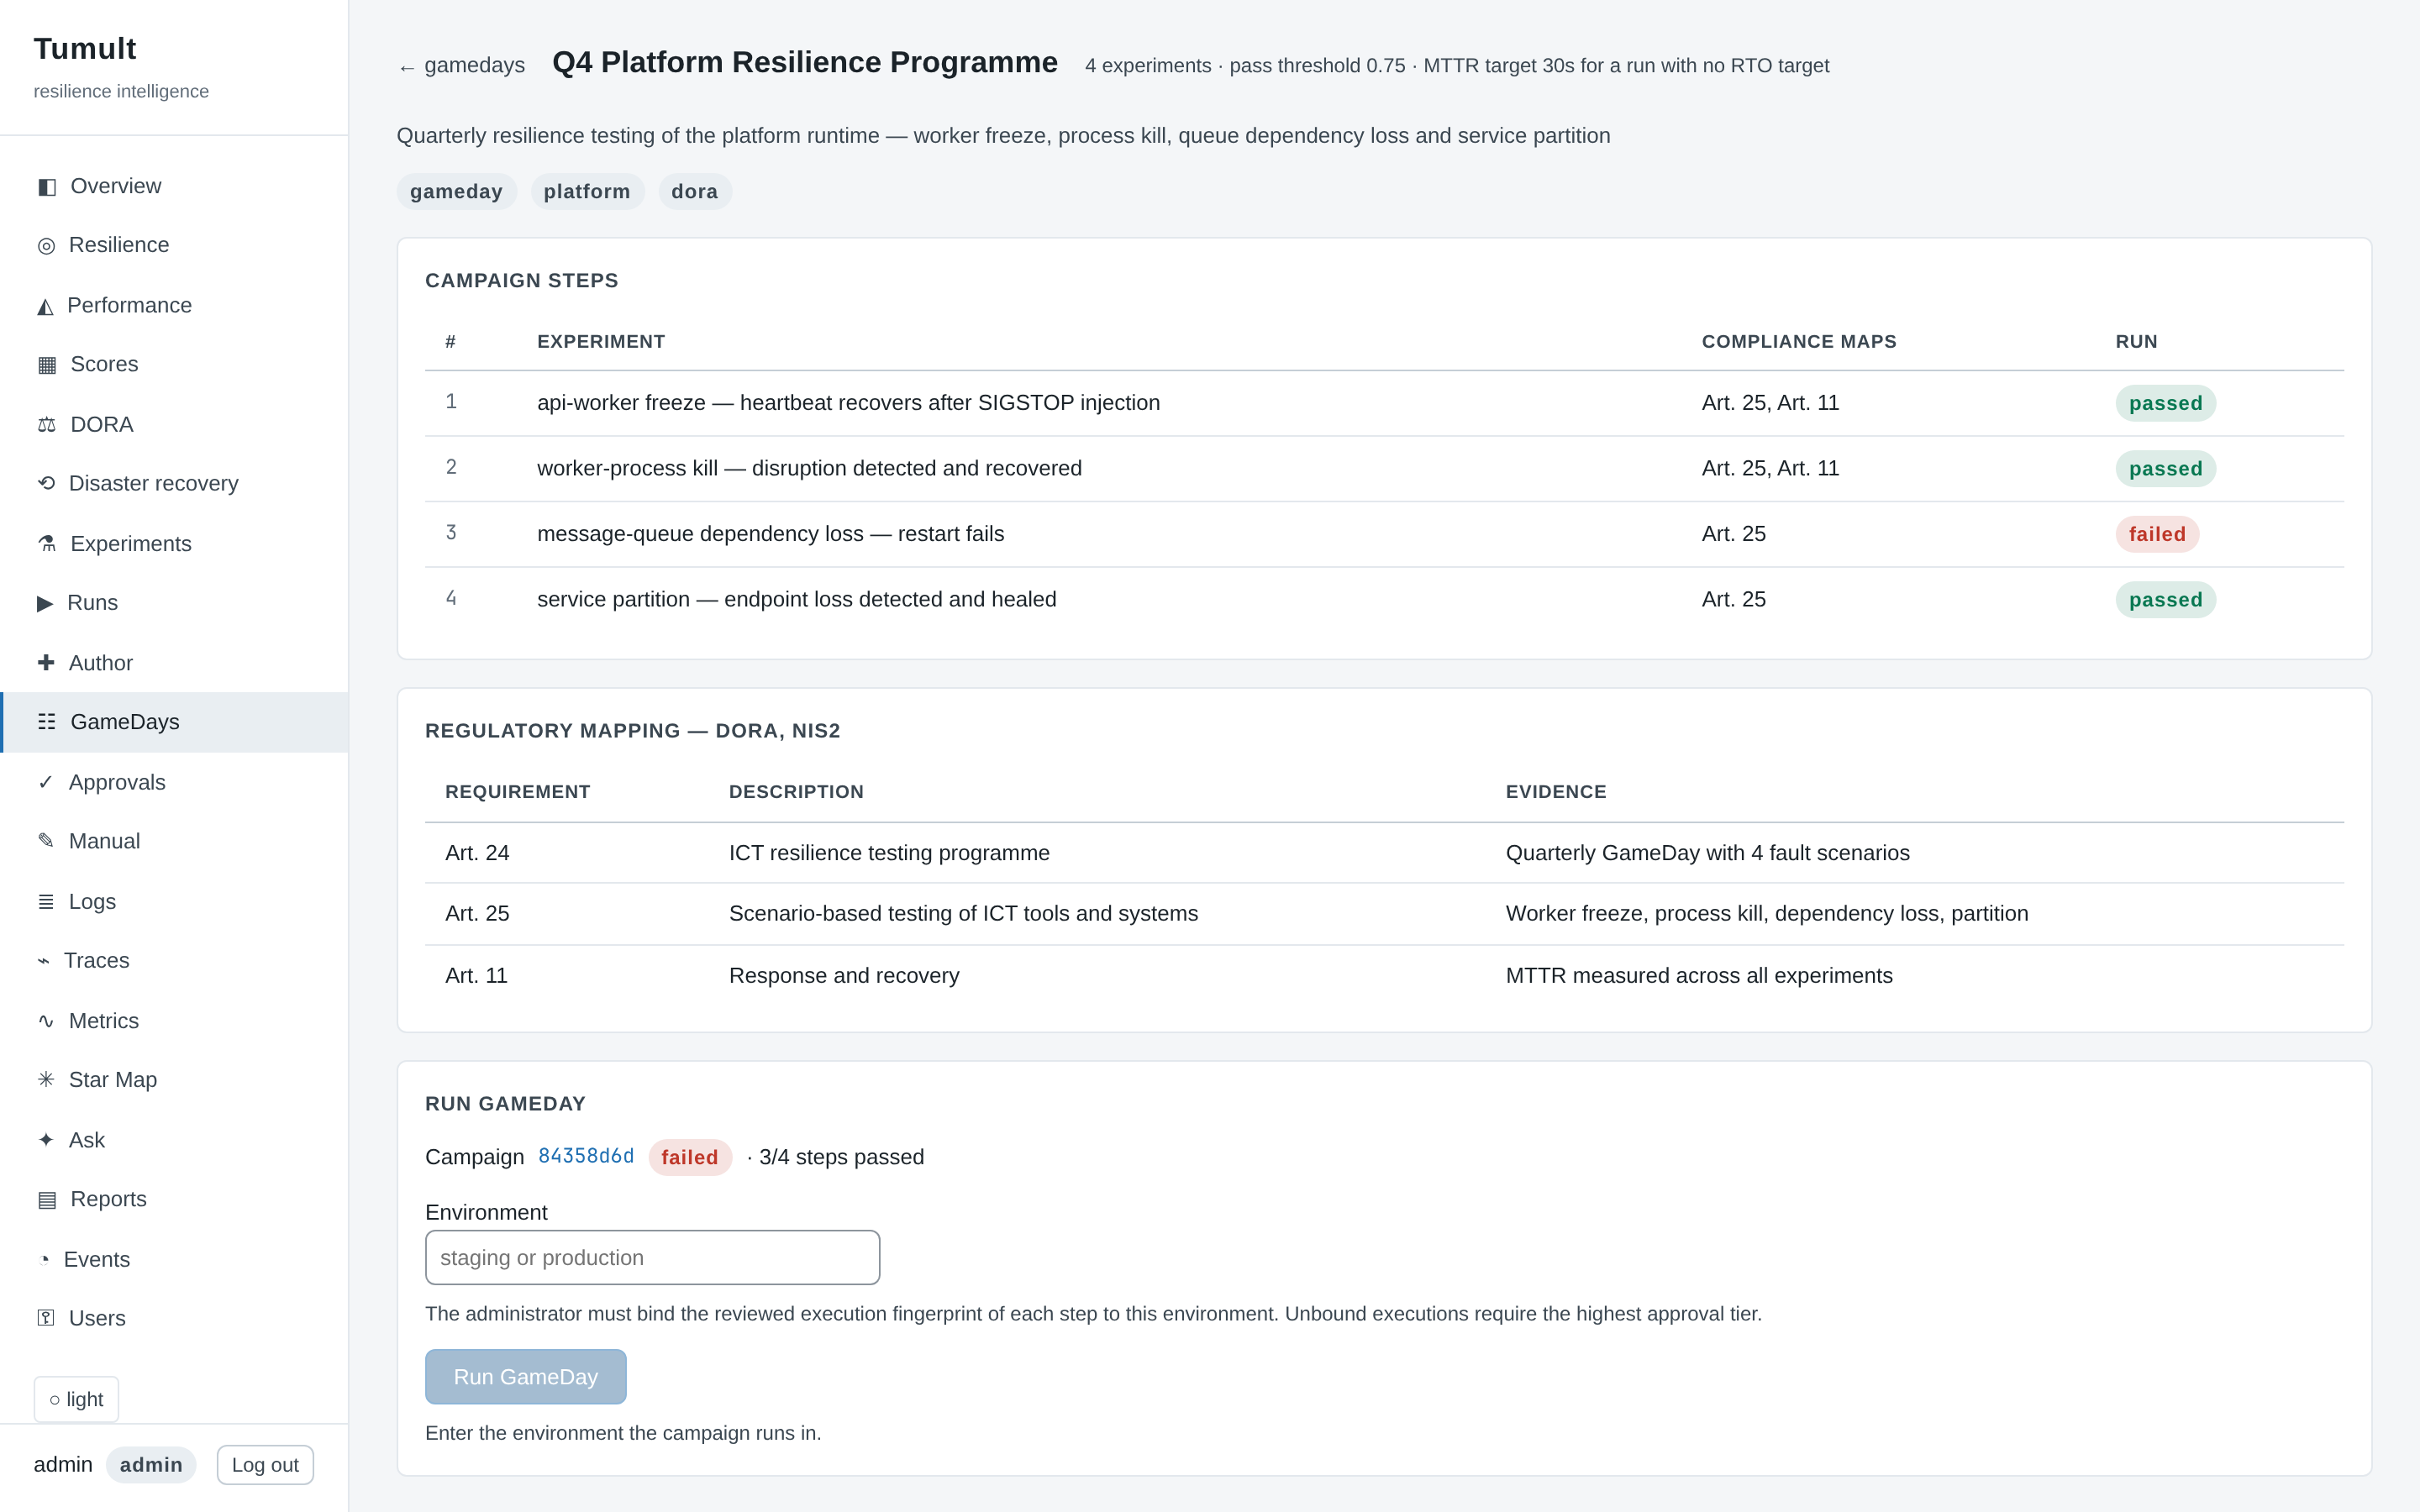 Tumult
resilience intelligence
Overview
Resilience
Performance
Scores
DORA
Disaster recovery
Experiments
Runs
Author
GameDays
Approvals
Manual
Logs
Traces
Metrics
Star Map
Ask
Reports
Events
Users
○ light
admin admin Log out
← gamedays Q4 Platform Resilience Programme 4 experiments · pass threshold 0.75 · MTTR target 30s for a run with no RTO target
Quarterly resilience testing of the platform runtime — worker freeze, process kill, queue dependency loss and service partition
gameday platform dora
CAMPAIGN STEPS
# EXPERIMENT COMPLIANCE MAPS RUN
1 api-worker freeze — heartbeat recovers after SIGSTOP injection Art. 25, Art. 11 passed
2 worker-process kill — disruption detected and recovered Art. 25, Art. 11 passed
3 message-queue dependency loss — restart fails Art. 25 failed
4 service partition — endpoint loss detected and healed Art. 25 passed
REGULATORY MAPPING — DORA, NIS2
REQUIREMENT DESCRIPTION EVIDENCE
Art. 24 ICT resilience testing programme Quarterly GameDay with 4 fault scenarios
Art. 25 Scenario-based testing of ICT tools and systems Worker freeze, process kill, dependency loss, partition
Art. 11 Response and recovery MTTR measured across all experiments
RUN GAMEDAY
Campaign 84358d6d failed · 3/4 steps passed
Environment
staging or production
The administrator must bind the reviewed execution fingerprint of each step to this environment. Unbound executions require the highest approval tier.
Run GameDay
Enter the environment the campaign runs in.